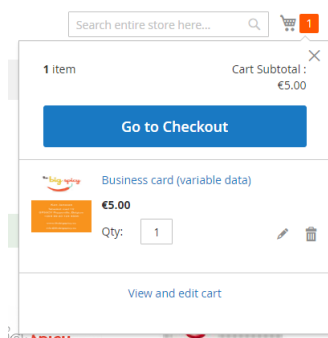 Search entire store here...
1
1 item
Cart Subtotal :
€5.00
Go to Checkout
Business card (variable data)
€5.00
Qty: 1
View and edit cart